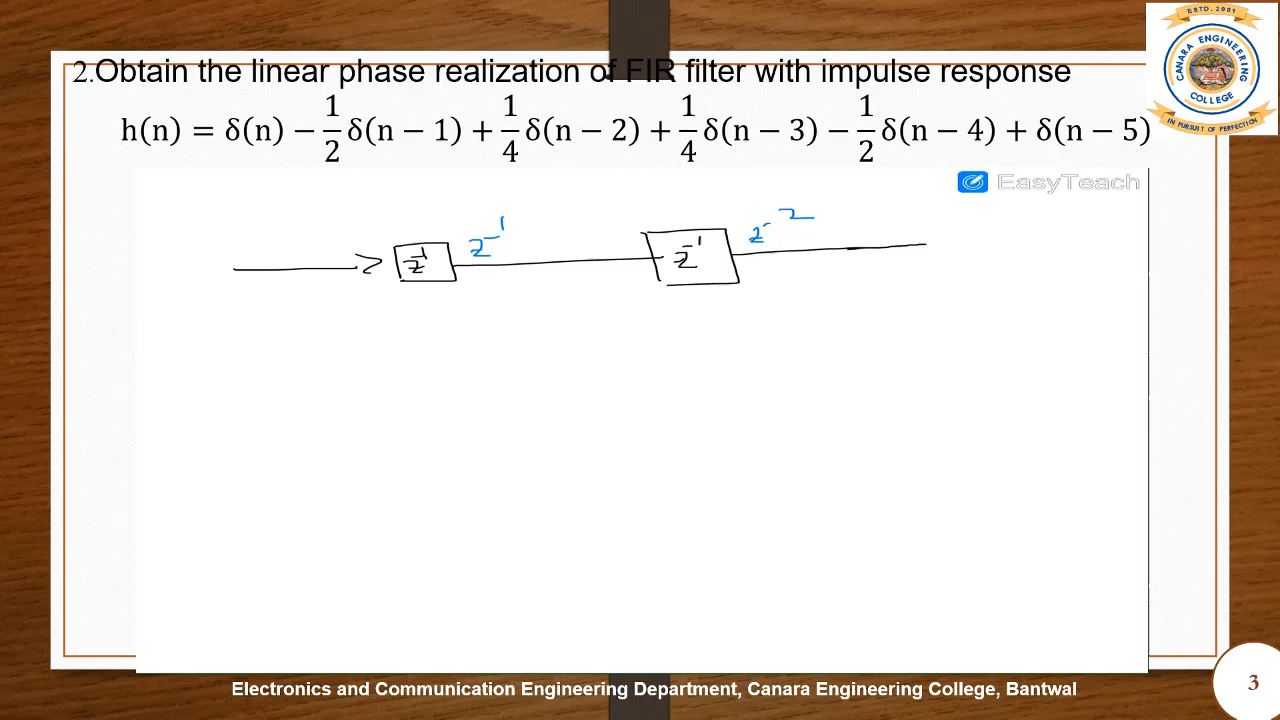 ESTD. 2001
CANARA ENGINEERING
COLLEGE
IN PURSUIT OF PERFECTION
2.Obtain the linear phase realization of FIR filter with impulse response
h(n) = δ(n) − 1/2 δ(n − 1) + 1/4 δ(n − 2) + 1/4 δ(n − 3) − 1/2 δ(n − 4) + δ(n − 5)
EasyTeach
z⁻¹ z⁻¹ z⁻¹ z⁻²
Electronics and Communication Engineering Department, Canara Engineering College, Bantwal
3